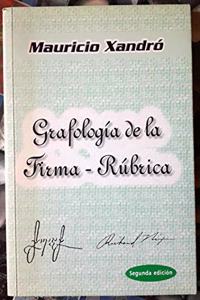 Mauricio Xandró
Grafología de la
Firma - Rúbrica
Segunda edición